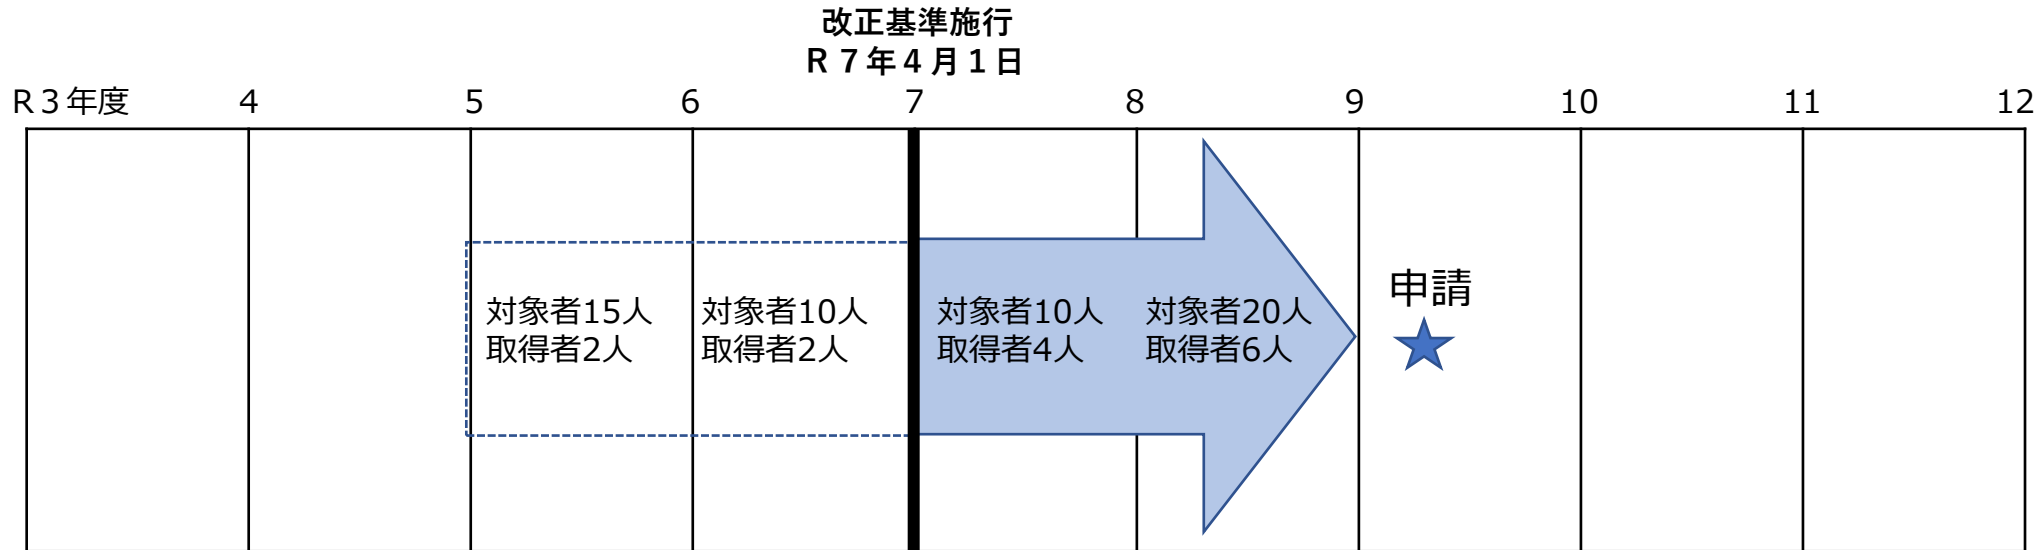 改正基準施行
Ｒ７年４月１日
Ｒ３年度 4 5 6 7 8 9 10 11 12
対象者15人 対象者10人 対象者10人 対象者20人
取得者2人 取得者2人 取得者4人 取得者6人
申請